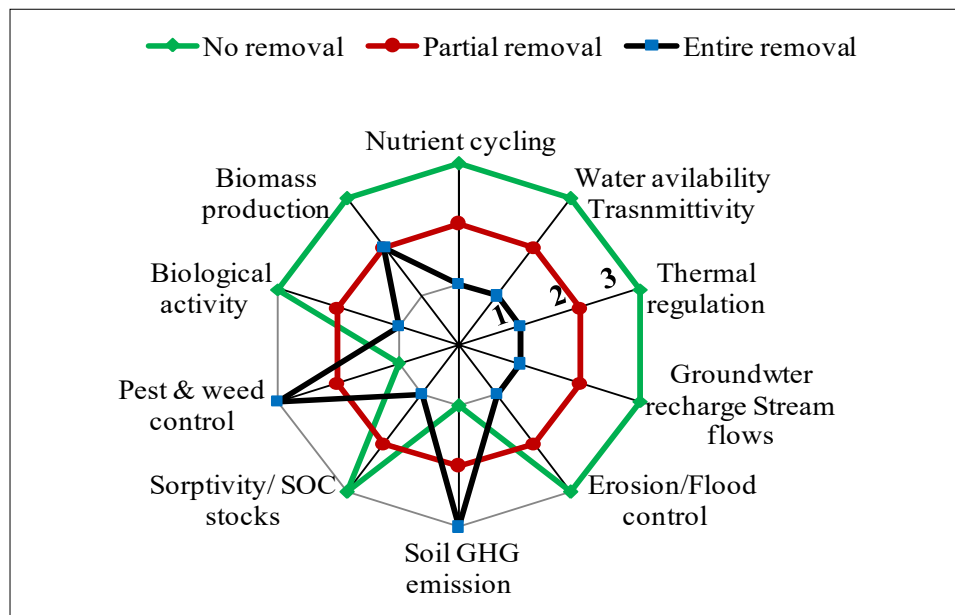 No removal
Partial removal
Entire removal
Nutrient cycling
Water avilability
Trasnmittivity
Thermal
regulation
Groundwter
recharge Stream
flows
Erosion/Flood
control
Soil GHG
emission
Sorptivity/ SOC
stocks
Pest & weed
control
Biological
activity
Biomass
production
1
2
3